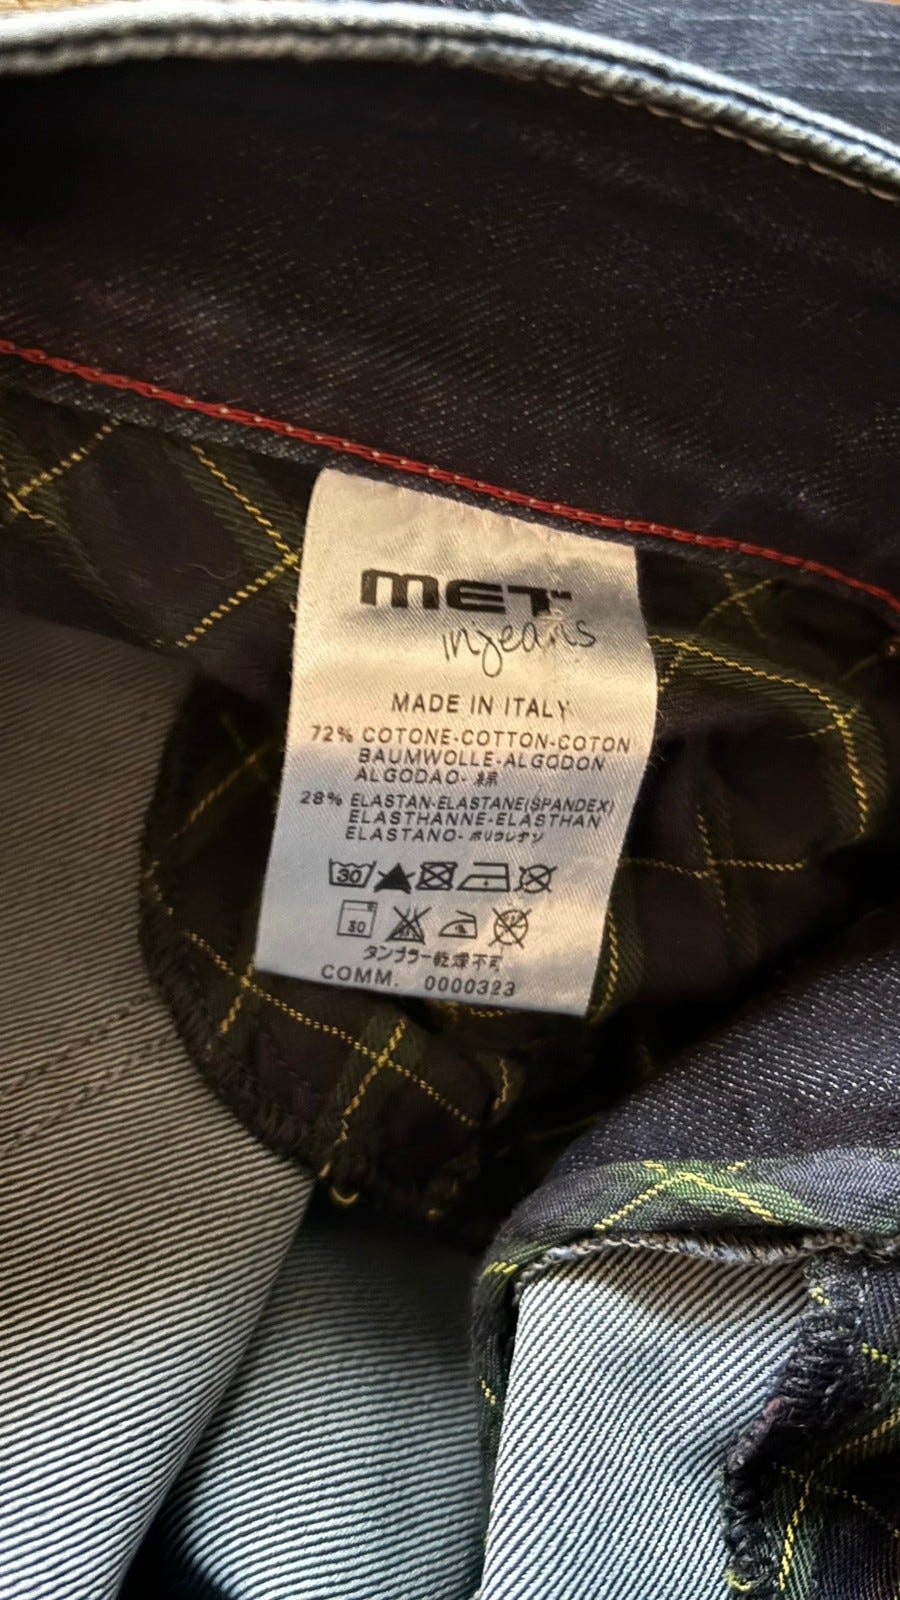 MET
injeans
MADE IN ITALY
72% COTONE-COTTON-COTON
BAUMWOLLE-ALGODON
ALGODAO- 綿
28% ELASTAN-ELASTANE(SPANDEX)
ELASTHANNE-ELASTHAN
ELASTANO- ポリウレタン
30
30
タンブラー乾燥不可
COMM. 0000323